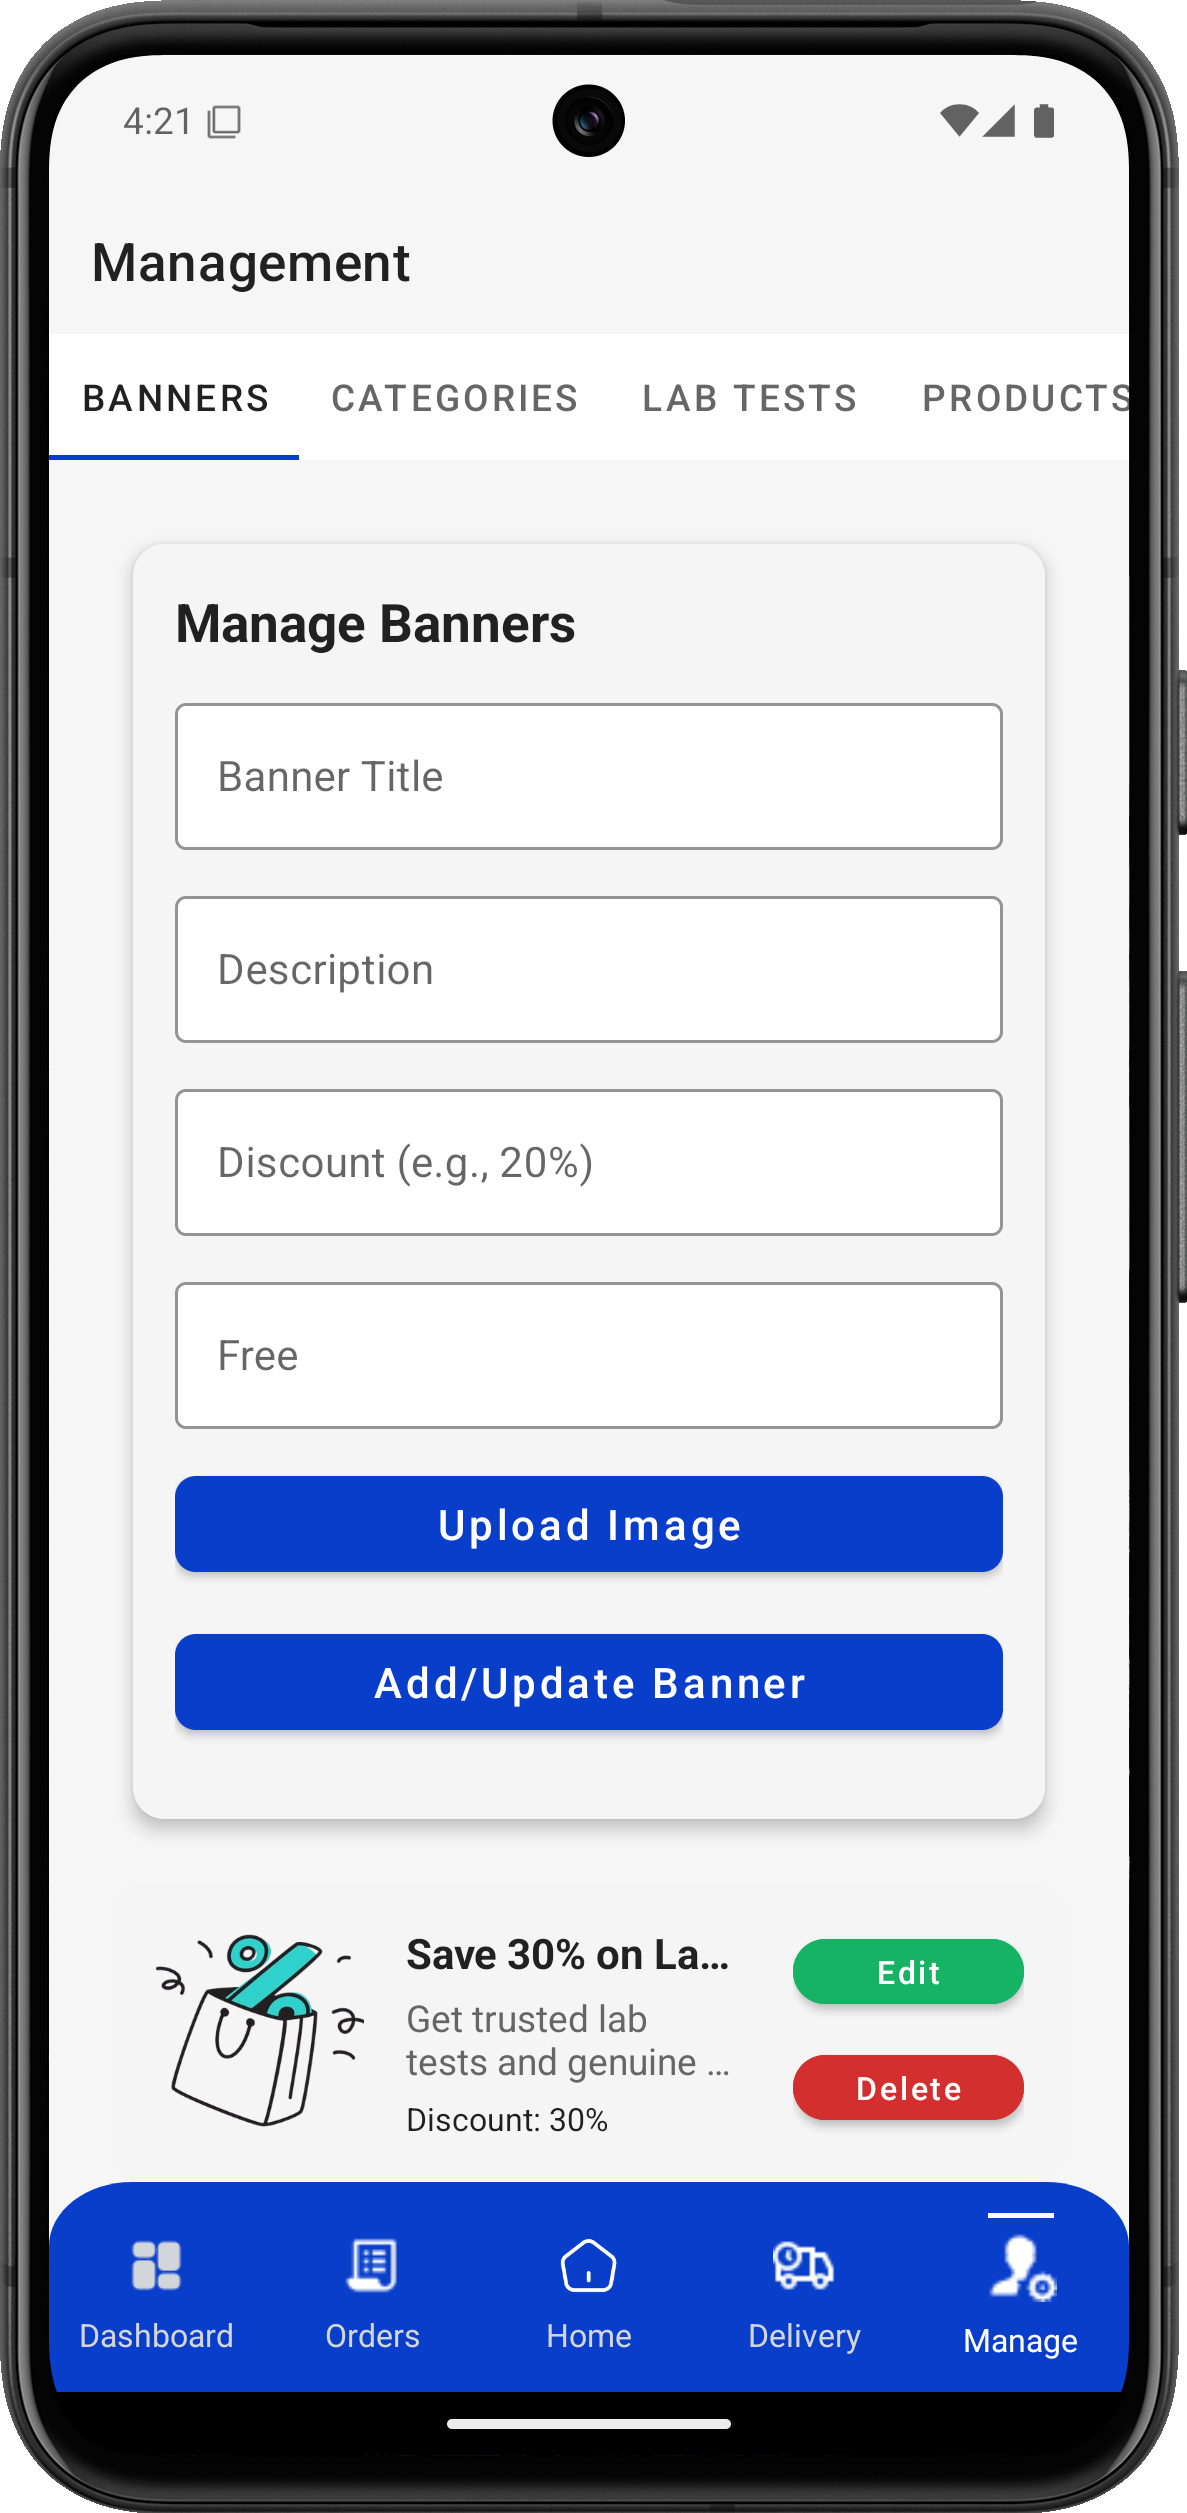 4:21
Management
BANNERS CATEGORIES LAB TESTS PRODUCTS
Manage Banners
Banner Title
Description
Discount (e.g., 20%)
Free
Upload Image
Add/Update Banner
Save 30% on La...
Get trusted lab
tests and genuine ...
Discount: 30%
Edit
Delete
Dashboard Orders Home Delivery Manage